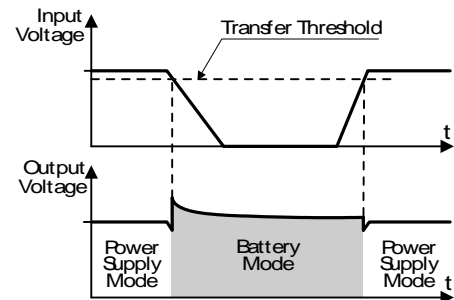 Input
Voltage
Transfer Threshold
t
Output
Voltage
Power
Supply
Mode
Battery
Mode
Power
Supply
Mode
t